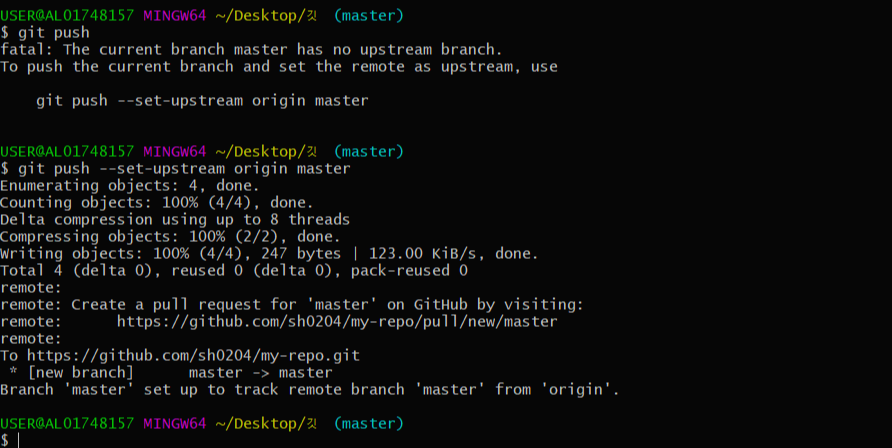 USER@AL01748157 MINGW64 ~/Desktop/깃 (master)
$ git push
fatal: The current branch master has no upstream branch.
To push the current branch and set the remote as upstream, use
git push --set-upstream origin master
USER@AL01748157 MINGW64 ~/Desktop/깃 (master)
$ git push --set-upstream origin master
Enumerating objects: 4, done.
Counting objects: 100% (4/4), done.
Delta compression using up to 8 threads
Compressing objects: 100% (2/2), done.
Writing objects: 100% (4/4), 247 bytes | 123.00 KiB/s, done.
Total 4 (delta 0), reused 0 (delta 0), pack-reused 0
remote:
remote: Create a pull request for 'master' on GitHub by visiting:
remote:      https://github.com/sh0204/my-repo/pull/new/master
remote:
To https://github.com/sh0204/my-repo.git
 * [new branch]      master -> master
Branch 'master' set up to track remote branch 'master' from 'origin'.
USER@AL01748157 MINGW64 ~/Desktop/깃 (master)
$